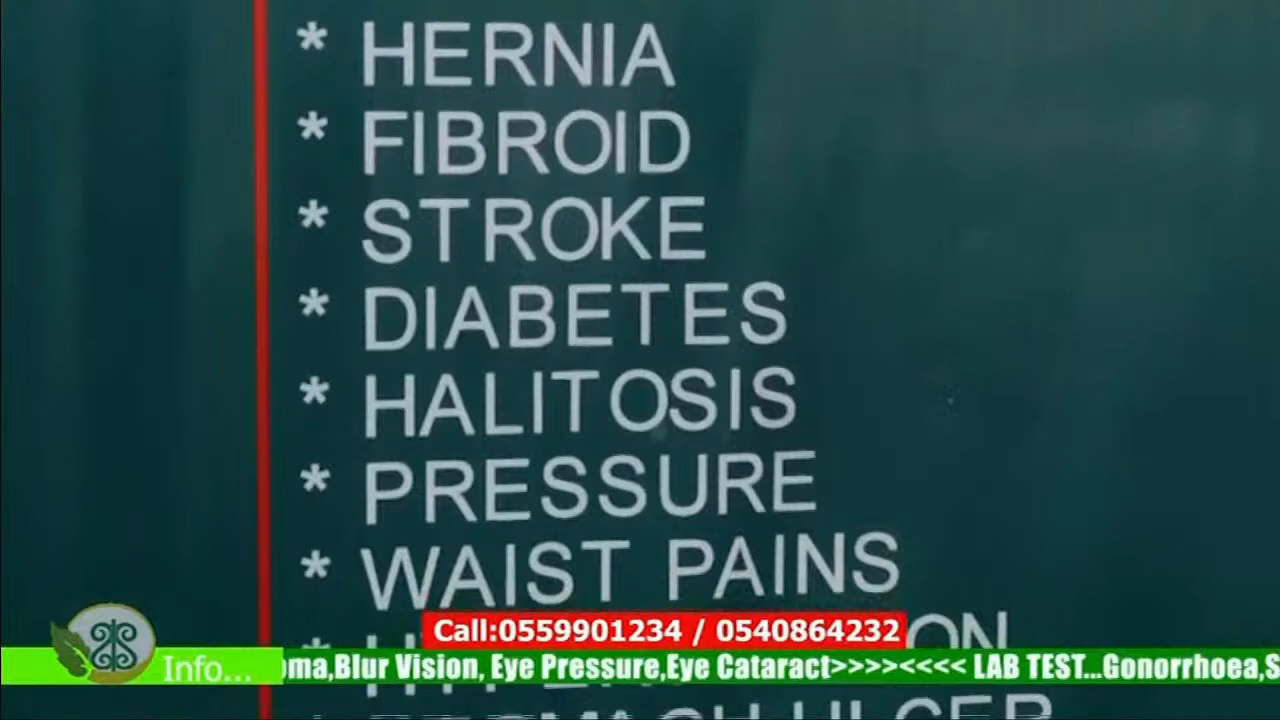 * HERNIA
* FIBROID
* STROKE
* DIABETES
* HALITOSIS
* PRESSURE
* WAIST PAINS
Call:0559901234 / 0540864232
Info... oma,Blur Vision, Eye Pressure,Eye Cataract>>>><<<< LAB TEST...Gonorrhoea,S
ULCER